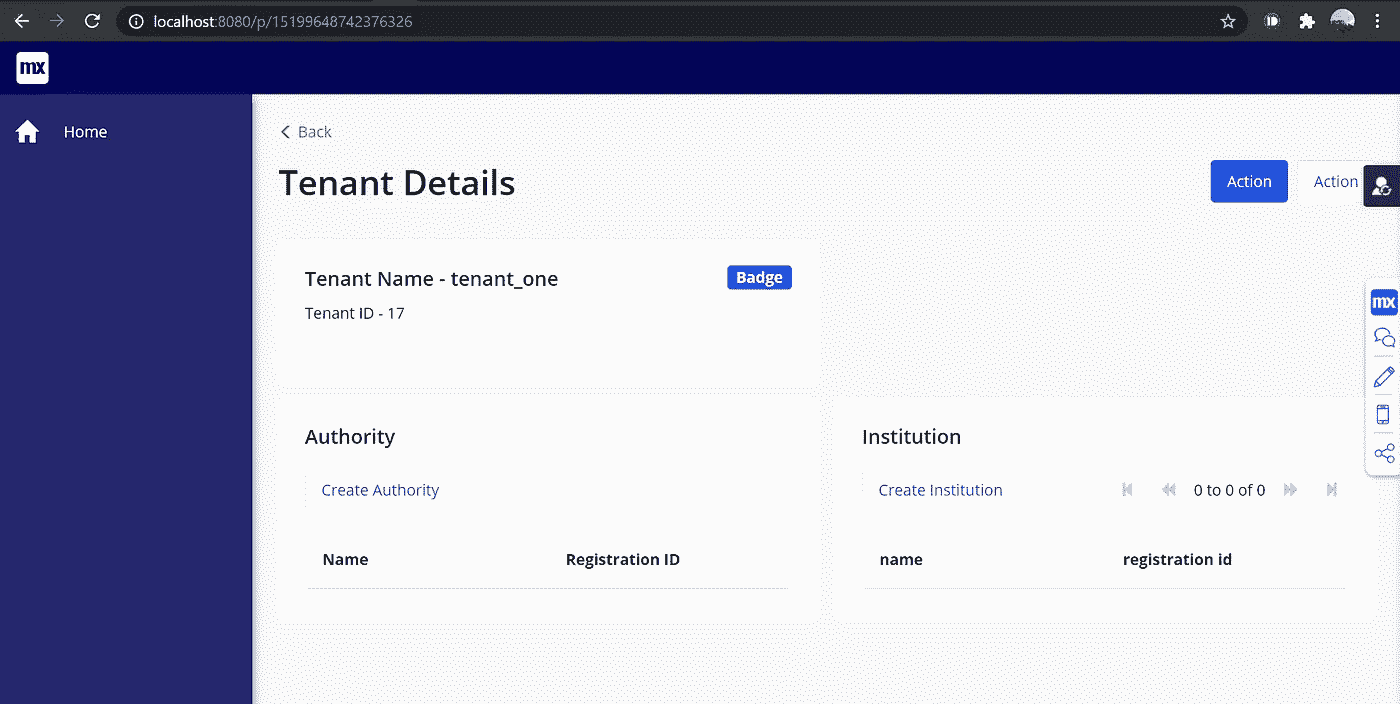 localhost:8080/p/15199648742376326
mx
Home
Back
Tenant Details
Action
Action
Tenant Name - tenant_one
Badge
Tenant ID - 17
mx
Authority
Institution
Create Authority
Create Institution
0 to 0 of 0
Name
Registration ID
name
registration id